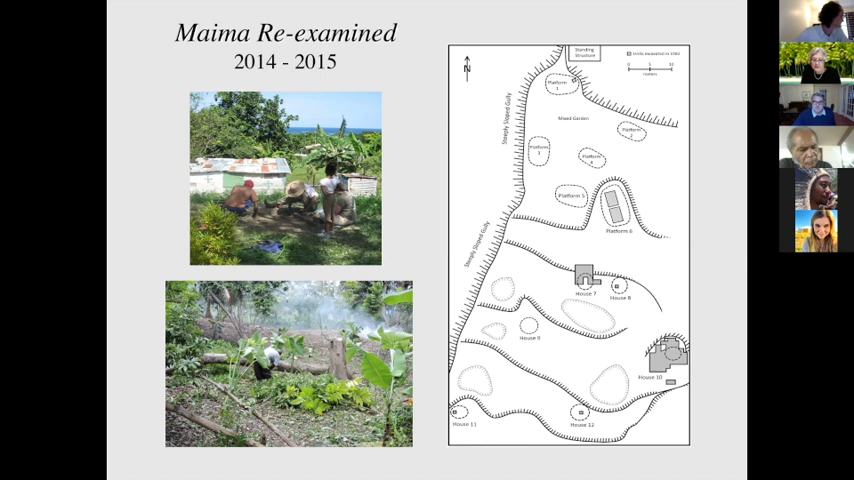 Maima Re-examined
2014 - 2015
N
Standing
Structure
Units excavated in
0 5 10
meters
Platform
1
Steeply Sloped Gully
Mixed Garden
Platform
2
Platform
3
Platform
4
Platform 5
Platform 6
Steeply Sloped Gully
House 7
House 8
House 9
House 10
House 11
House 12